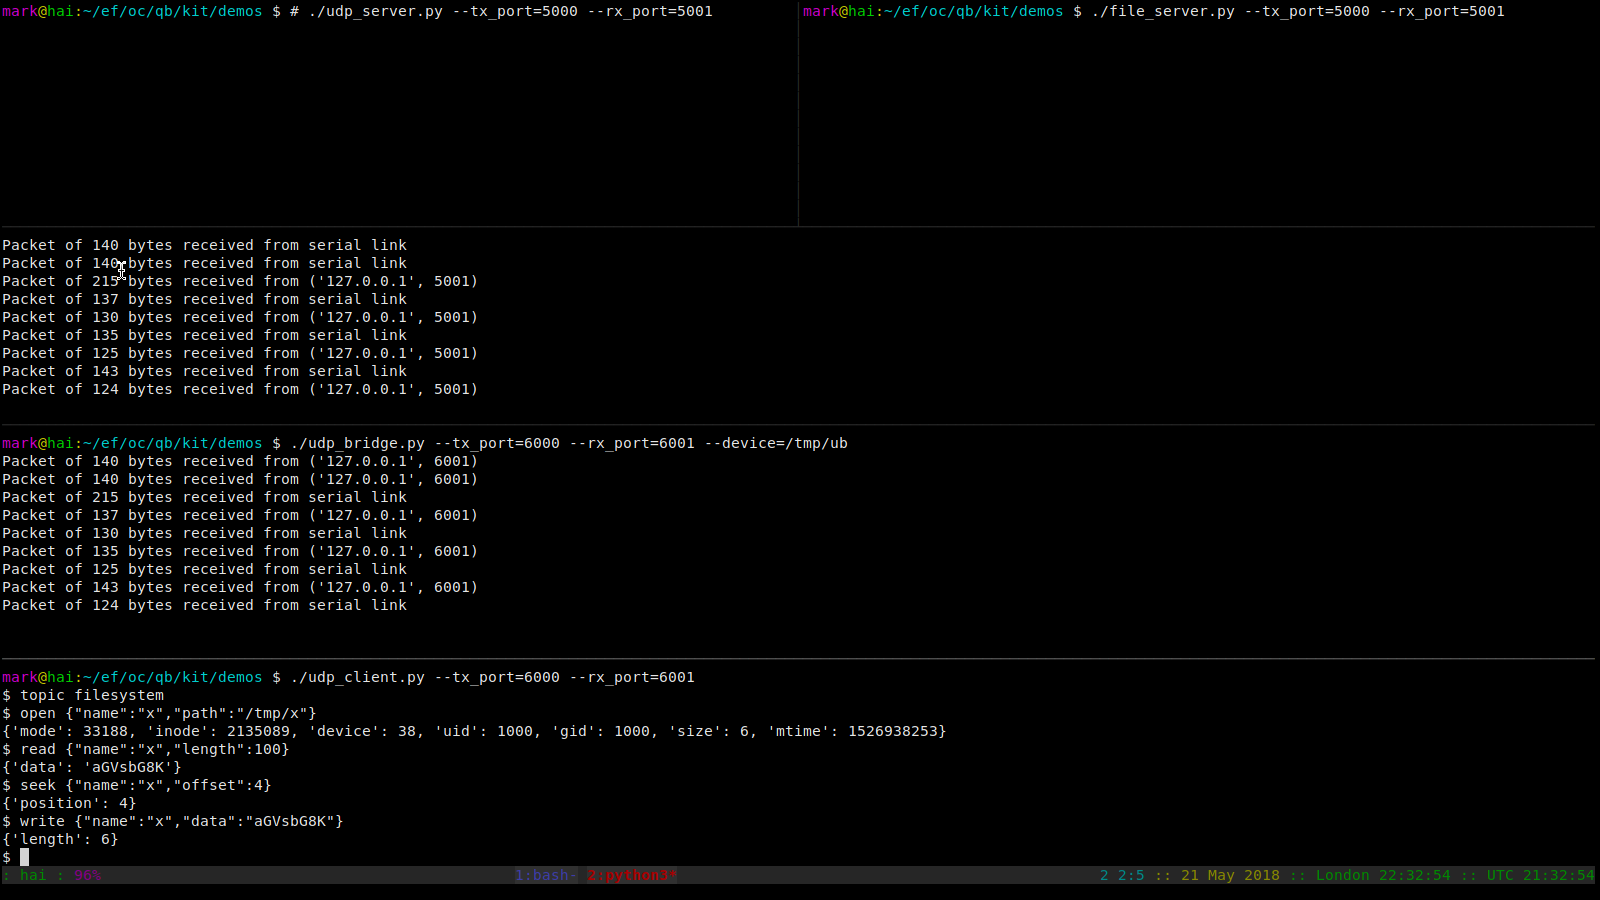 mark@hai:~/ef/oc/qb/kit/demos $ # ./udp_server.py --tx_port=5000 --rx_port=5001
mark@hai:~/ef/oc/qb/kit/demos $ ./file_server.py --tx_port=5000 --rx_port=5001
Packet of 140 bytes received from serial link
Packet of 140 bytes received from serial link
Packet of 215 bytes received from ('127.0.0.1', 5001)
Packet of 137 bytes received from serial link
Packet of 130 bytes received from ('127.0.0.1', 5001)
Packet of 135 bytes received from serial link
Packet of 125 bytes received from ('127.0.0.1', 5001)
Packet of 143 bytes received from serial link
Packet of 124 bytes received from ('127.0.0.1', 5001)
mark@hai:~/ef/oc/qb/kit/demos $ ./udp_bridge.py --tx_port=6000 --rx_port=6001 --device=/tmp/ub
Packet of 140 bytes received from ('127.0.0.1', 6001)
Packet of 140 bytes received from ('127.0.0.1', 6001)
Packet of 215 bytes received from serial link
Packet of 137 bytes received from ('127.0.0.1', 6001)
Packet of 130 bytes received from serial link
Packet of 135 bytes received from ('127.0.0.1', 6001)
Packet of 125 bytes received from serial link
Packet of 143 bytes received from ('127.0.0.1', 6001)
Packet of 124 bytes received from serial link
mark@hai:~/ef/oc/qb/kit/demos $ ./udp_client.py --tx_port=6000 --rx_port=6001
$ topic filesystem
$ open {"name":"x","path":"/tmp/x"}
{'mode': 33188, 'inode': 2135089, 'device': 38, 'uid': 1000, 'gid': 1000, 'size': 6, 'mtime': 1526938253}
$ read {"name":"x","length":100}
{'data': 'aGVsbG8K'}
$ seek {"name":"x","offset":4}
{'position': 4}
$ write {"name":"x","data":"aGVsbG8K"}
{'length': 6}
$
: hai : 96% 1:bash- 2:python3* 2 2:5 :: 21 May 2018 :: London 22:32:54 :: UTC 21:32:54